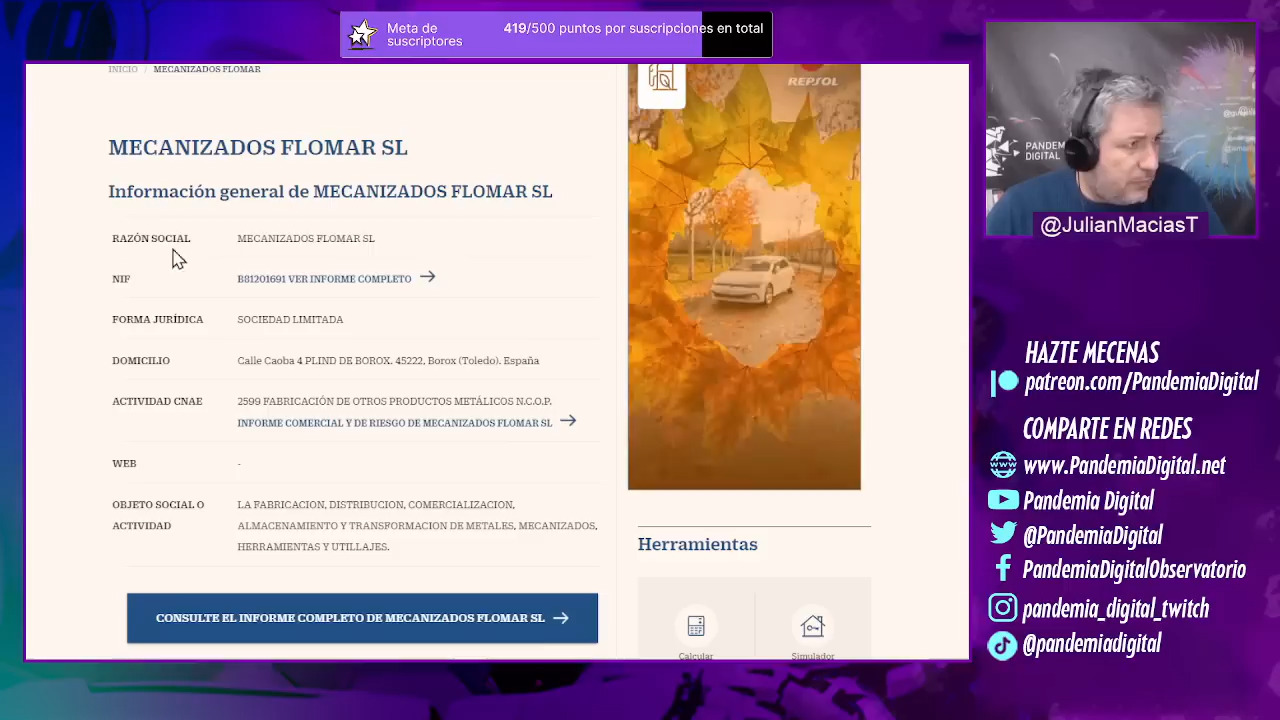 Meta de
suscriptores
419/500 puntos por suscripciones en total
INICIO / MECANIZADOS FLOMAR
MECANIZADOS FLOMAR SL
Información general de MECANIZADOS FLOMAR SL
RAZÓN SOCIAL MECANIZADOS FLOMAR SL
NIF B81201691 VER INFORME COMPLETO
FORMA JURÍDICA SOCIEDAD LIMITADA
DOMICILIO Calle Caoba 4 PLIND DE BOROX. 45222, Borox (Toledo). España
ACTIVIDAD CNAE 2599 FABRICACIÓN DE OTROS PRODUCTOS METÁLICOS N.C.O.P.
INFORME COMERCIAL Y DE RIESGO DE MECANIZADOS FLOMAR SL
WEB -
OBJETO SOCIAL O LA FABRICACION, DISTRIBUCION, COMERCIALIZACION,
ACTIVIDAD ALMACENAMIENTO Y TRANSFORMACION DE METALES, MECANIZADOS,
HERRAMIENTAS Y UTILLAJES.
CONSULTE EL INFORME COMPLETO DE MECANIZADOS FLOMAR SL
REPSOL
Herramientas
Calcular Simulador
PANDEM
DIGITAL
@JulianMaciasT
HAZTE MECENAS
patreon.com/PandemiaDigital
COMPARTE EN REDES
www.PandemiaDigital.net
Pandemia Digital
@PandemiaDigital
PandemiaDigitalObservatorio
pandemia_digital_twitch
@pandemiadigital